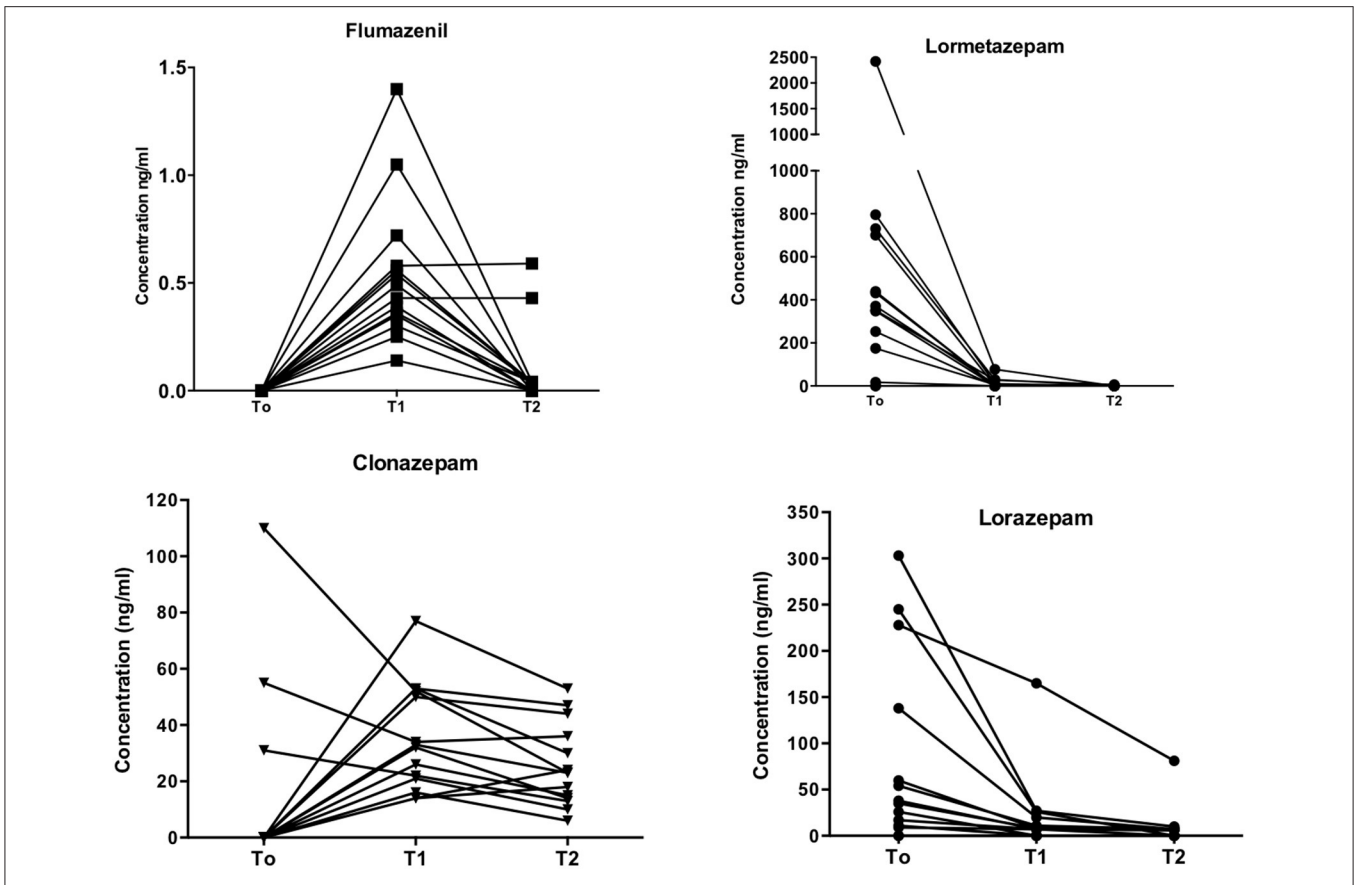 Flumazenil
Concentration ng/ml
1.5
1.0
0.5
0.0
To T1 T2
Lormetazepam
Concentration ng/ml
2500
2000
1500
1000
1000
800
600
400
200
0
To T1 T2
Clonazepam
Concentration (ng/ml)
120
100
80
60
40
20
0
To T1 T2
Lorazepam
Concentration (ng/ml)
350
300
250
200
150
100
50
0
To T1 T2